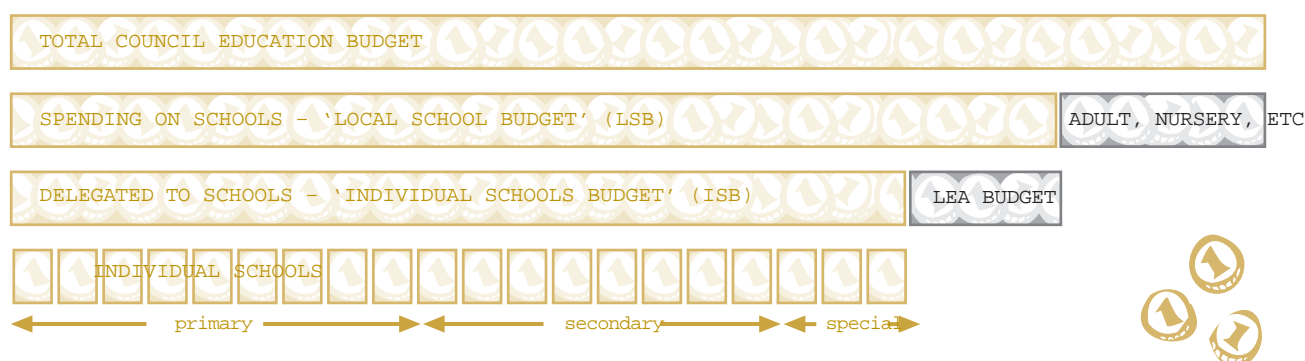 TOTAL COUNCIL EDUCATION BUDGET
SPENDING ON SCHOOLS – ‘LOCAL SCHOOL BUDGET’ (LSB) ADULT, NURSERY, ETC
DELEGATED TO SCHOOLS – ‘INDIVIDUAL SCHOOLS BUDGET’ (ISB) LEA BUDGET
INDIVIDUAL SCHOOLS
primary secondary special